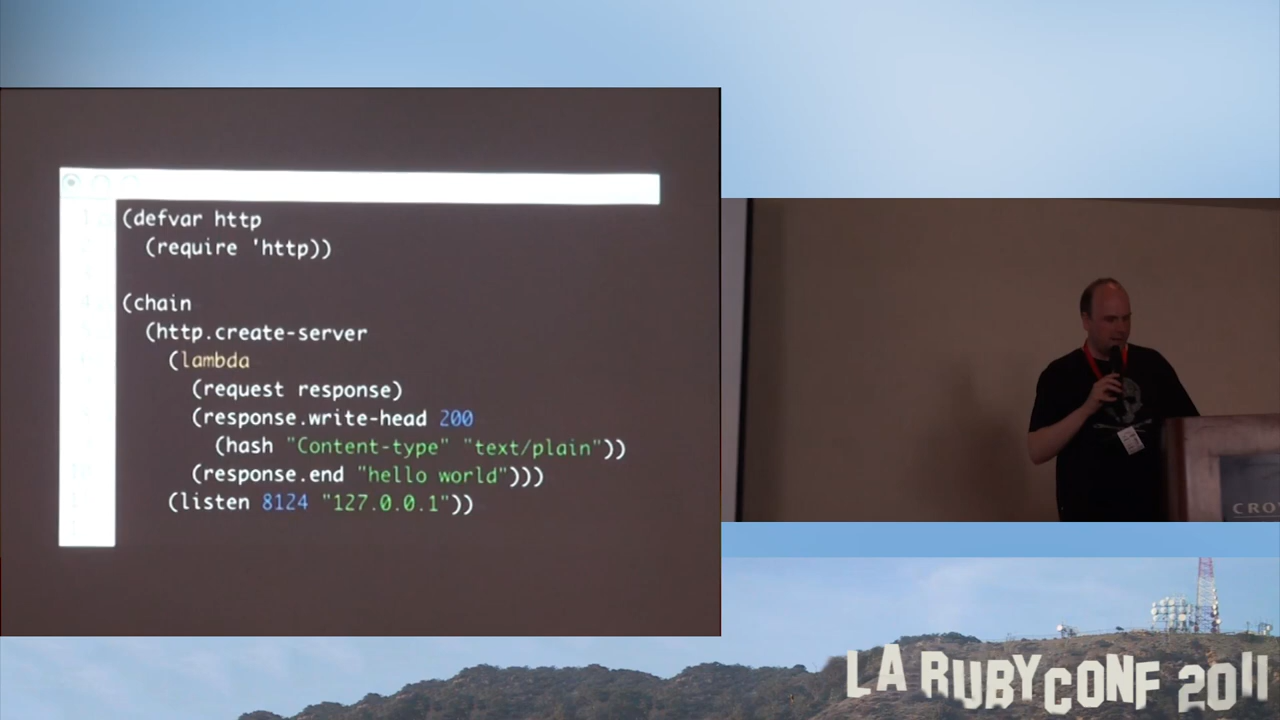 (defvar http
(require 'http))
(chain
(http.create-server
(lambda
(request response)
(response.write-head 200
(hash "Content-type" "text/plain"))
(response.end "hello world")))
(listen 8124 "127.0.0.1"))
CRO
LA RUBYCONF 2011